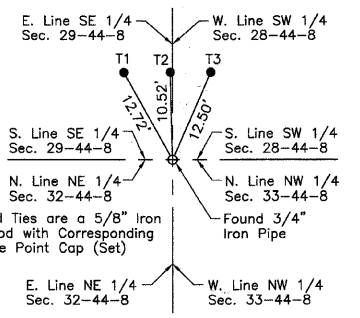 E. Line SE 1/4
Sec. 29-44-8
W. Line SW 1/4
Sec. 28-44-8
T1
T2
T3
12.72'
10.52'
12.50'
S. Line SE 1/4
Sec. 29-44-8
S. Line SW 1/4
Sec. 28-44-8
N. Line NE 1/4
Sec. 32-44-8
N. Line NW 1/4
Sec. 33-44-8
Ties are a 5/8" Iron
with Corresponding
Point Cap (Set)
Found 3/4"
Iron Pipe
E. Line NE 1/4
Sec. 32-44-8
W. Line NW 1/4
Sec. 33-44-8